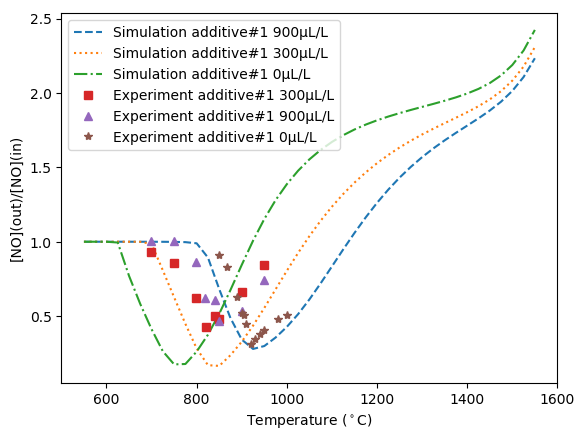 Simulation additive#1 900μL/L
Simulation additive#1 300μL/L
Simulation additive#1 0μL/L
Experiment additive#1 300μL/L
Experiment additive#1 900μL/L
Experiment additive#1 0μL/L
[NO](out)/[NO](in)
2.5
2.0
1.5
1.0
0.5
600 800 1000 1200 1400 1600
Temperature (°C)